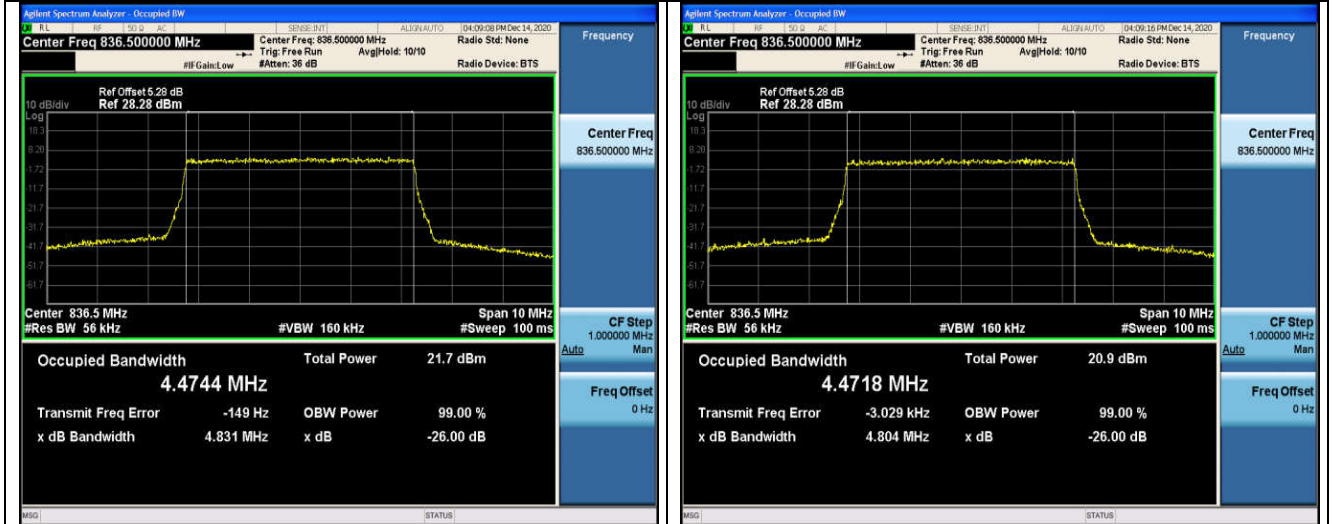 Agilent Spectrum Analyzer - Occupied BW
RL RF 50 Ω AC SENSE:INT ALIGN AUTO 04:09:08 PM Dec 14, 2020
Center Freq 836.500000 MHz
Center Freq: 836.500000 MHz
Radio Std: None
Trig: Free Run Avg|Hold: 10/10
#IFGain:Low #Atten: 36 dB
Radio Device: BTS
Ref Offset 5.28 dB
10 dB/div Ref 28.28 dBm
Log
18.3
8.20
-1.72
-11.7
-21.7
-31.7
-41.7
-51.7
-61.7
Center 836.5 MHz Span 10 MHz
#Res BW 56 kHz #VBW 160 kHz #Sweep 100 ms
Occupied Bandwidth Total Power 21.7 dBm
4.4744 MHz
Transmit Freq Error -149 Hz OBW Power 99.00 %
x dB Bandwidth 4.831 MHz x dB -26.00 dB
MSG STATUS
Frequency
Center Freq
836.500000 MHz
CF Step
1.000000 MHz
Auto Man
Freq Offset
0 Hz
Agilent Spectrum Analyzer - Occupied BW
RL RF 50 Ω AC SENSE:INT ALIGN AUTO 04:09:16 PM Dec 14, 2020
Center Freq 836.500000 MHz
Center Freq: 836.500000 MHz
Radio Std: None
Trig: Free Run Avg|Hold: 10/10
#IFGain:Low #Atten: 36 dB
Radio Device: BTS
Ref Offset 5.28 dB
10 dB/div Ref 28.28 dBm
Log
18.3
8.20
-1.72
-11.7
-21.7
-31.7
-41.7
-51.7
-61.7
Center 836.5 MHz Span 10 MHz
#Res BW 56 kHz #VBW 160 kHz #Sweep 100 ms
Occupied Bandwidth Total Power 20.9 dBm
4.4718 MHz
Transmit Freq Error -3.029 kHz OBW Power 99.00 %
x dB Bandwidth 4.804 MHz x dB -26.00 dB
MSG STATUS
Frequency
Center Freq
836.500000 MHz
CF Step
1.000000 MHz
Auto Man
Freq Offset
0 Hz